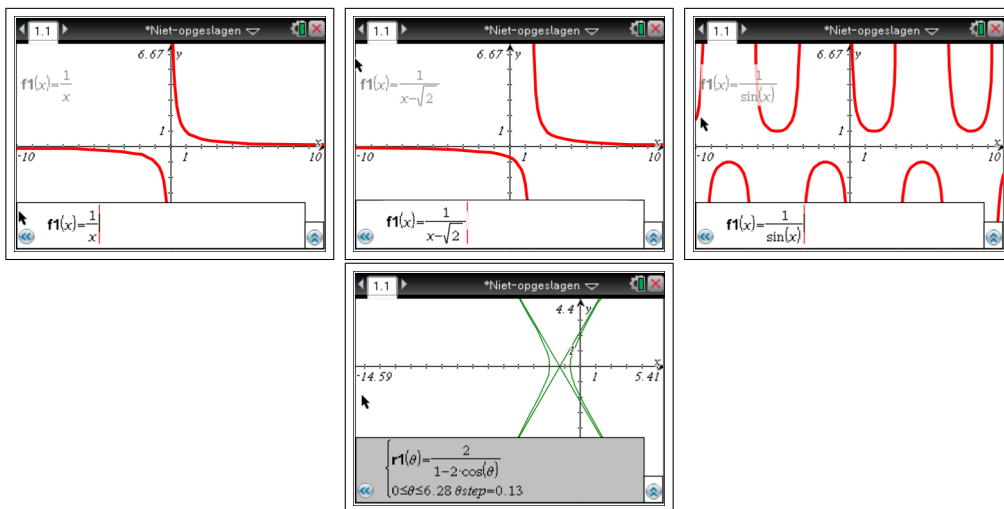 1.1 *Niet-opgeslagen
6.67 y
f1(x)=1/x
1
x
-10 1 10
f1(x)=1/x
1.1 *Niet-opgeslagen
6.67 y
f1(x)=1/(x-√2)
1
x
-10 1 10
f1(x)=1/(x-√2)
1.1 *Niet-opgeslagen
6.67 y
f1(x)=1/sin(x)
1
x
-10 1 10
f1(x)=1/sin(x)
1.1 *Niet-opgeslagen
4.4 y
1
x
-14.59 1 5.41
r1(θ)=2/(1-2·cos(θ))
0≤θ≤6.28 θstep=0.13